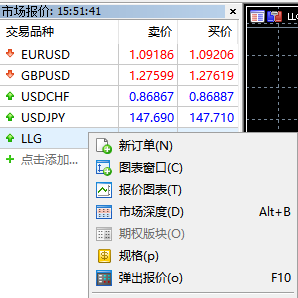 市场报价: 15:51:41
LLG
交易品种 卖价 买价
EURUSD 1.09186 1.09206
GBPUSD 1.27599 1.27619
USDCHF 0.86867 0.86887
USDJPY 147.690 147.710
LLG
点击添加...
新订单(N)
图表窗口(C)
报价图表(T)
市场深度(D) Alt+B
期权版块(O)
规格(p)
弹出报价(o) F10